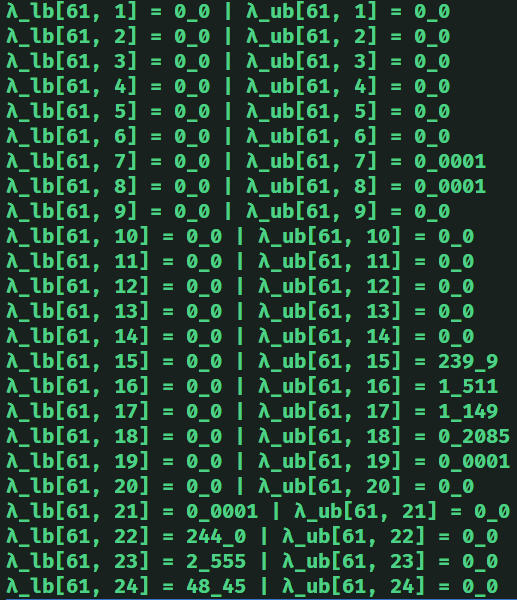 λ_lb[61, 1] = 0_0 | λ_ub[61, 1] = 0_0
λ_lb[61, 2] = 0_0 | λ_ub[61, 2] = 0_0
λ_lb[61, 3] = 0_0 | λ_ub[61, 3] = 0_0
λ_lb[61, 4] = 0_0 | λ_ub[61, 4] = 0_0
λ_lb[61, 5] = 0_0 | λ_ub[61, 5] = 0_0
λ_lb[61, 6] = 0_0 | λ_ub[61, 6] = 0_0
λ_lb[61, 7] = 0_0 | λ_ub[61, 7] = 0_0001
λ_lb[61, 8] = 0_0 | λ_ub[61, 8] = 0_0001
λ_lb[61, 9] = 0_0 | λ_ub[61, 9] = 0_0
λ_lb[61, 10] = 0_0 | λ_ub[61, 10] = 0_0
λ_lb[61, 11] = 0_0 | λ_ub[61, 11] = 0_0
λ_lb[61, 12] = 0_0 | λ_ub[61, 12] = 0_0
λ_lb[61, 13] = 0_0 | λ_ub[61, 13] = 0_0
λ_lb[61, 14] = 0_0 | λ_ub[61, 14] = 0_0
λ_lb[61, 15] = 0_0 | λ_ub[61, 15] = 239_9
λ_lb[61, 16] = 0_0 | λ_ub[61, 16] = 1_511
λ_lb[61, 17] = 0_0 | λ_ub[61, 17] = 1_149
λ_lb[61, 18] = 0_0 | λ_ub[61, 18] = 0_2085
λ_lb[61, 19] = 0_0 | λ_ub[61, 19] = 0_0001
λ_lb[61, 20] = 0_0 | λ_ub[61, 20] = 0_0
λ_lb[61, 21] = 0_0001 | λ_ub[61, 21] = 0_0
λ_lb[61, 22] = 244_0 | λ_ub[61, 22] = 0_0
λ_lb[61, 23] = 2_555 | λ_ub[61, 23] = 0_0
λ_lb[61, 24] = 48_45 | λ_ub[61, 24] = 0_0